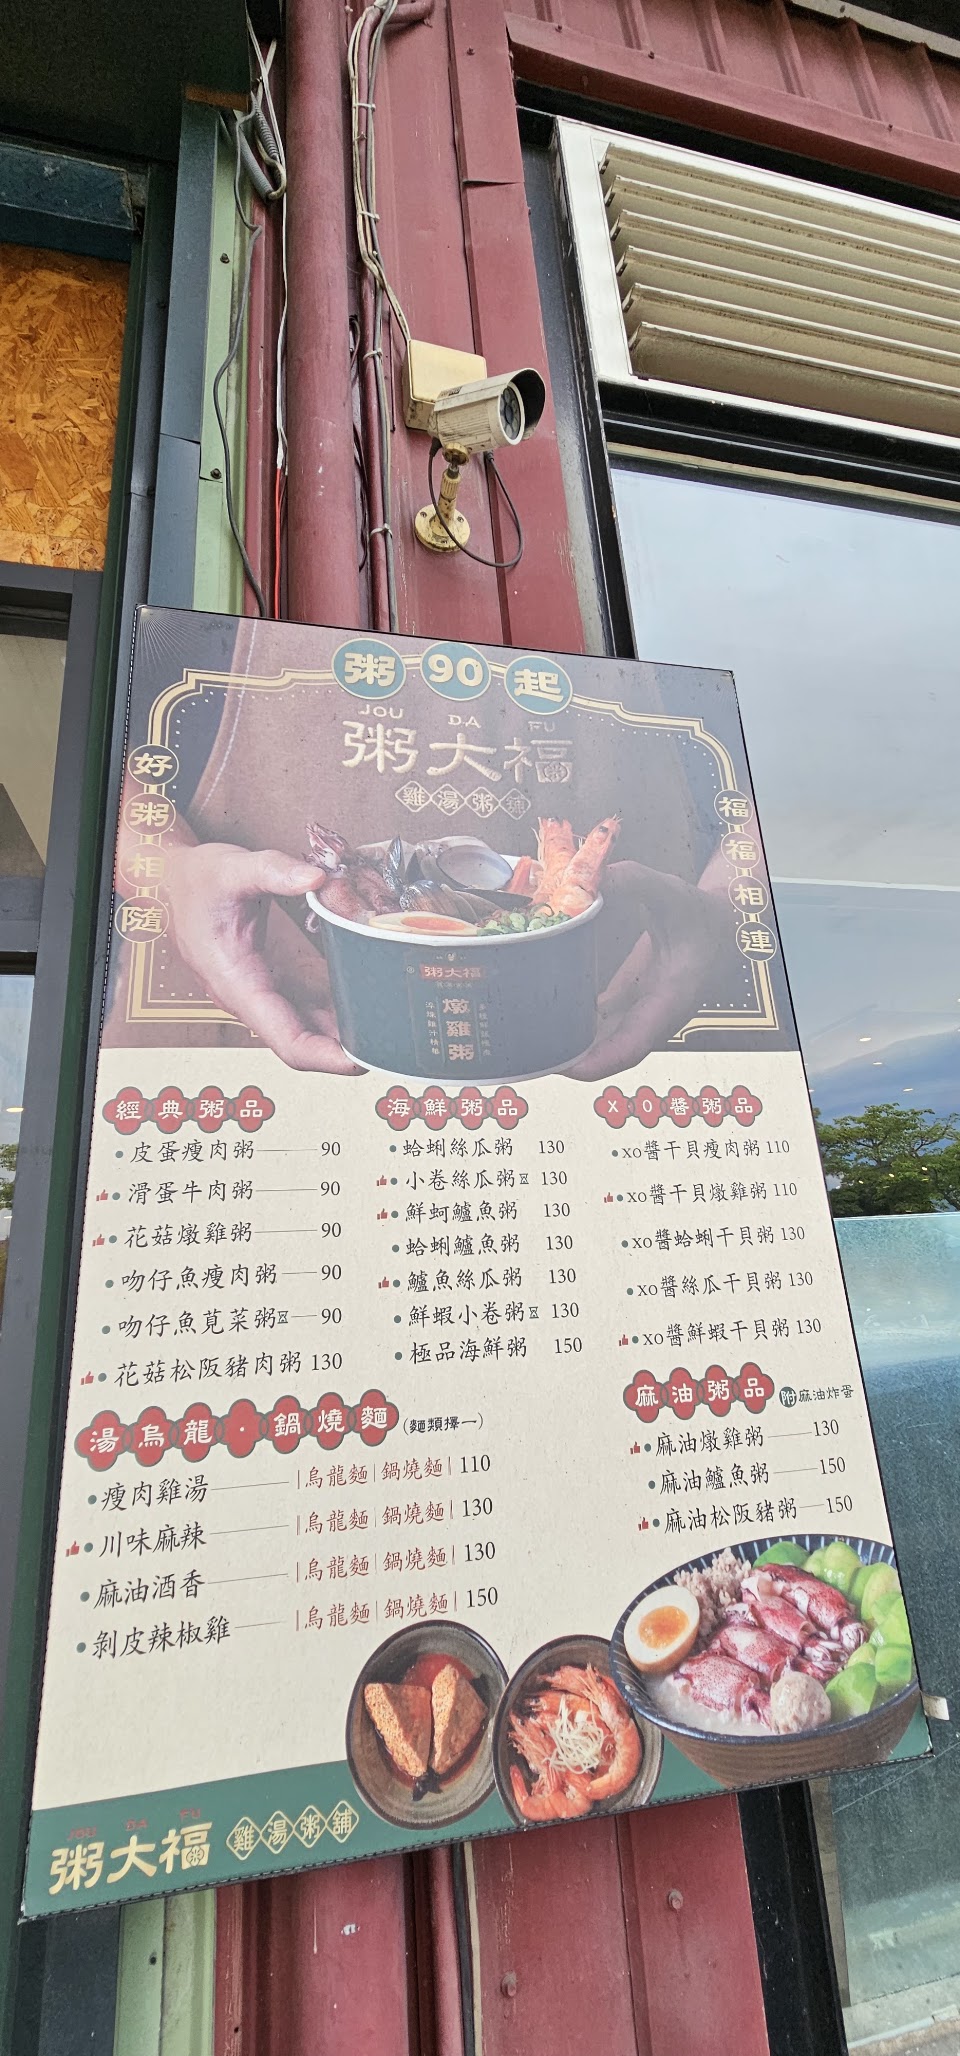 粥 90 起
JOU DA FU
粥大福
雞湯粥舖
好粥相隨
福福相連
粥大福
燉雞粥
經典粥品
皮蛋瘦肉粥 90
滑蛋牛肉粥 90
花菇燉雞粥 90
吻仔魚瘦肉粥 90
吻仔魚莧菜粥 90
花菇松阪豬肉粥 130
海鮮粥品
蛤蜊絲瓜粥 130
小卷絲瓜粥 130
鮮蚵鱸魚粥 130
蛤蜊鱸魚粥 130
鱸魚絲瓜粥 130
鮮蝦小卷粥 130
極品海鮮粥 150
XO醬粥品
xo醬干貝瘦肉粥 110
xo醬干貝燉雞粥 110
xo醬蛤蜊干貝粥 130
xo醬絲瓜干貝粥 130
xo醬鮮蝦干貝粥 130
麻油粥品 附麻油炸蛋
麻油燉雞粥 130
麻油鱸魚粥 150
麻油松阪豬粥 150
湯烏龍·鍋燒麵 (麵類擇一)
瘦肉雞湯 |烏龍麵|鍋燒麵| 110
川味麻辣 |烏龍麵|鍋燒麵| 130
麻油酒香 |烏龍麵|鍋燒麵| 130
剝皮辣椒雞 |烏龍麵|鍋燒麵| 150
JOU DA FU
粥大福 雞湯粥舖